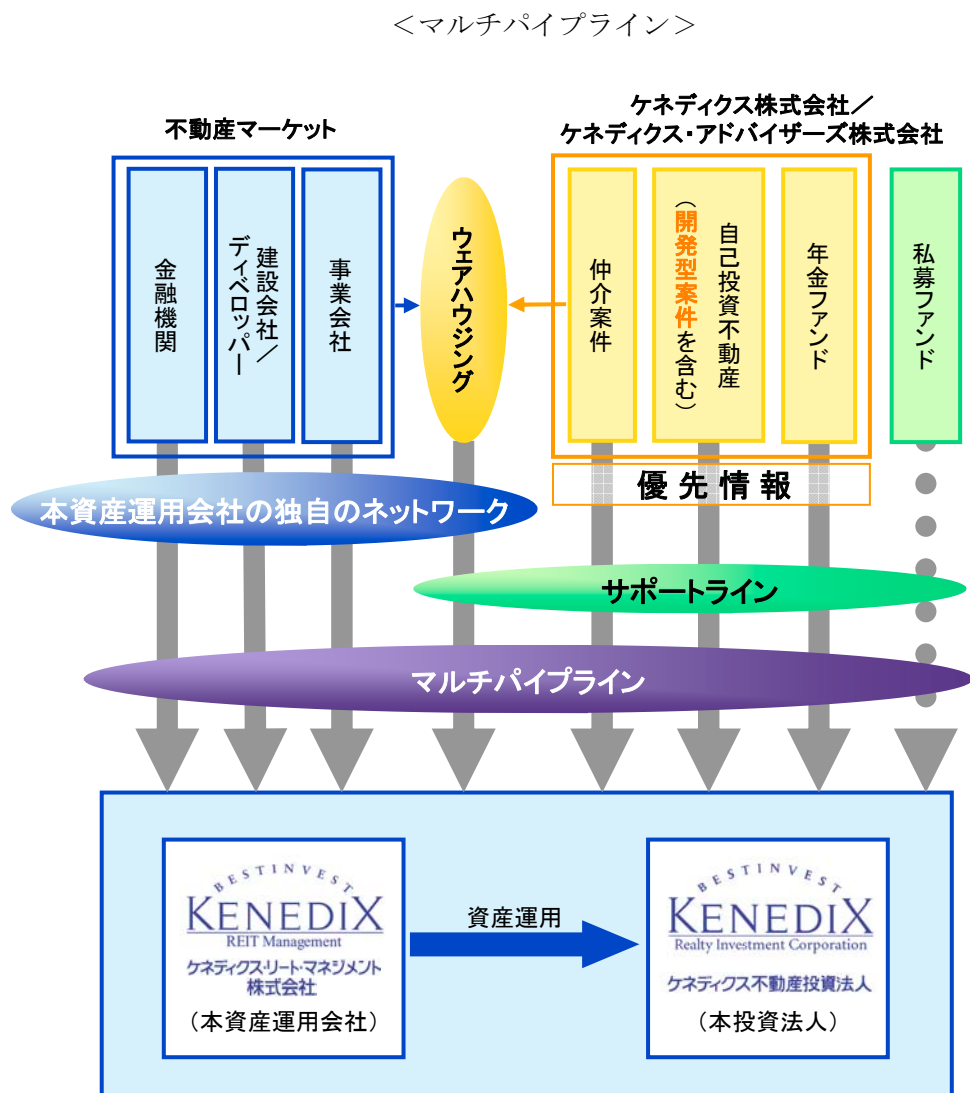 ＜マルチパイプライン＞
不動産マーケット
ケネディクス株式会社／
ケネディクス・アドバイザーズ株式会社
金融機関
建設会社／
ディベロッパー
事業会社
ウェアハウジング
仲介案件
自己投資不動産
（開発型案件を含む）
年金ファンド
私募ファンド
優先情報
本資産運用会社の独自のネットワーク
サポートライン
マルチパイプライン
BESTINVEST
KENEDIX
REIT Management
ケネディクス・リート・マネジメント
株式会社
（本資産運用会社）
資産運用
BESTINVEST
KENEDIX
Realty Investment Corporation
ケネディクス不動産投資法人
（本投資法人）